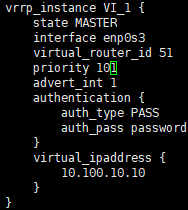 vrrp_instance VI_1 {
    state MASTER
    interface enp0s3
    virtual_router_id 51
    priority 101
    advert_int 1
    authentication {
        auth_type PASS
        auth_pass password
    }
    virtual_ipaddress {
        10.100.10.10
    }
}